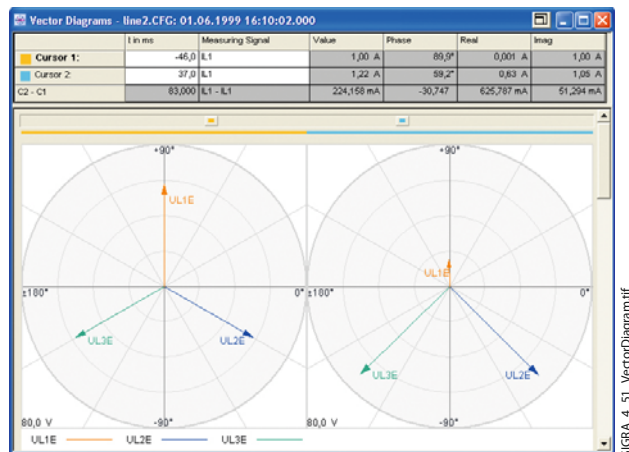 Vector Diagrams - line2.CFG: 01.06.1999 16:10:02.000
t in ms Measuring Signal Value Phase Real Imag
Cursor 1: -46,0 iL1 1,00 A 89,9° 0,001 A 1,00 A
Cursor 2: 37,0 iL1 1,22 A 59,2° 0,63 A 1,05 A
C2 - C1 83,000 iL1 - iL1 224,158 mA -30,747 625,787 mA 51,294 mA
+90° +90°
UL1E
UL1E
±180° 0° ±180° 0°
UL3E UL2E
UL3E UL2E
80,0 V -90° 80,0 V -90°
UL1E UL2E UL3E
SIGRA_4_51_VectorDiagram.tif